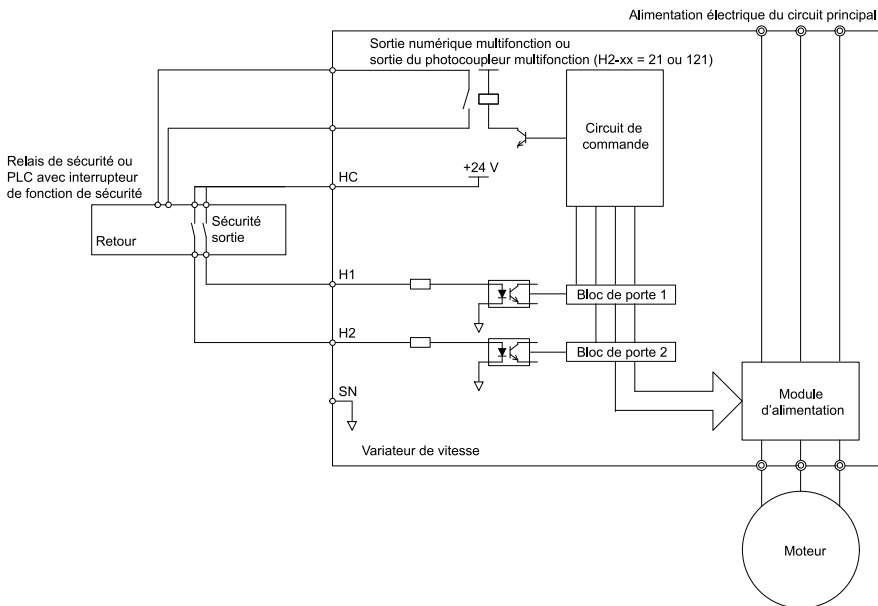 Alimentation électrique du circuit principal
Sortie numérique multifonction ou
sortie du photocoupleur multifonction (H2-xx = 21 ou 121)
Circuit de
commande
Relais de sécurité ou
PLC avec interrupteur
de fonction de sécurité
HC
+24 V
Sécurité
sortie
Retour
H1
Bloc de porte 1
H2
Bloc de porte 2
SN
Module
d'alimentation
Variateur de vitesse
Moteur